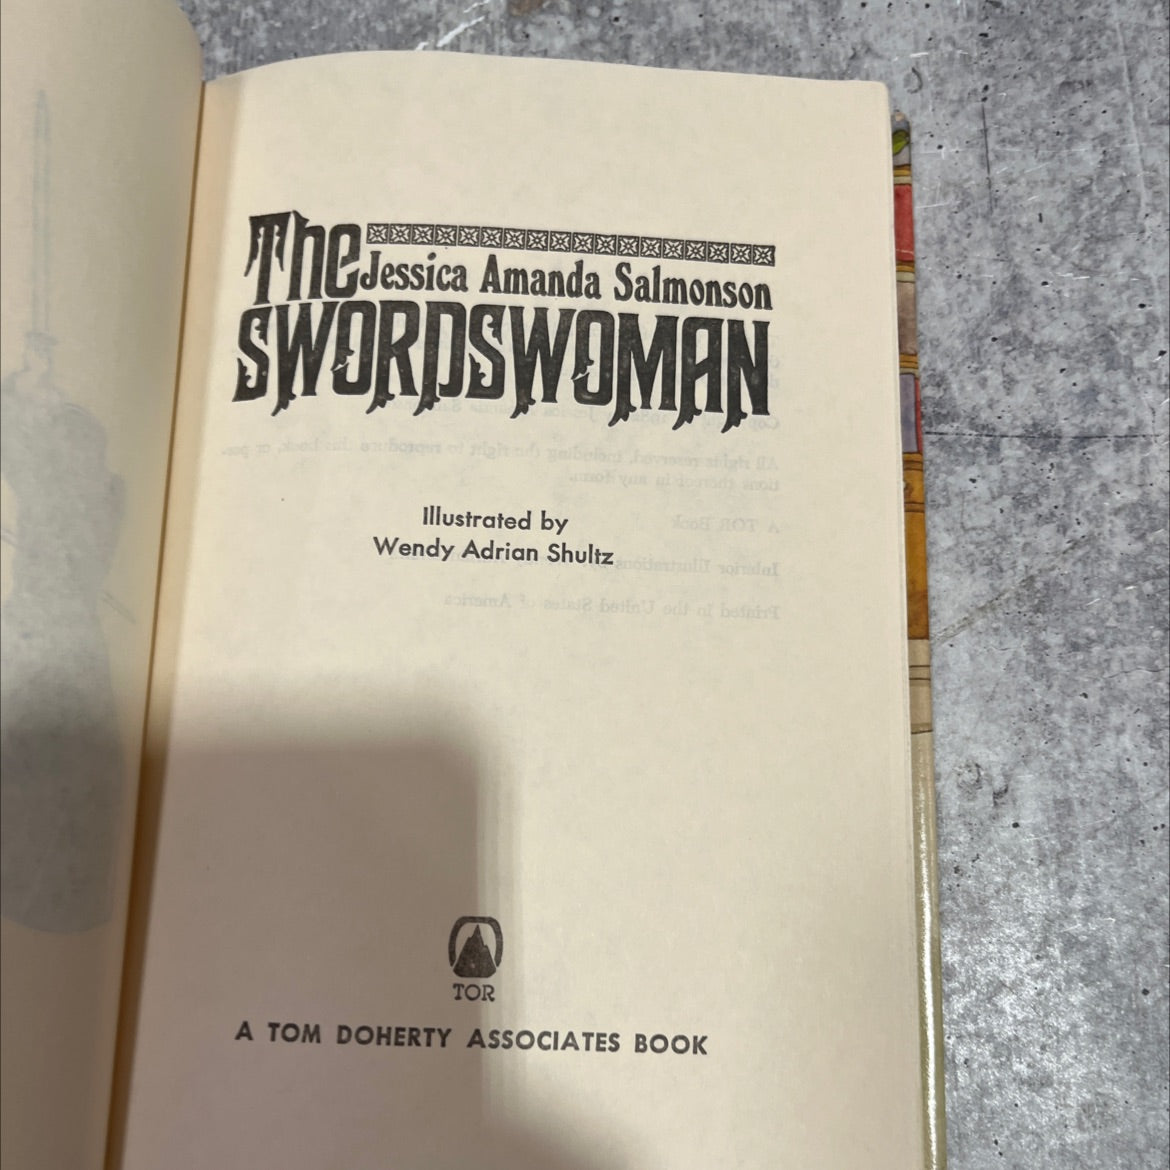 The
Jessica Amanda Salmonson
SWORDSWOMAN
Illustrated by
Wendy Adrian Shultz
TOR
A TOM DOHERTY ASSOCIATES BOOK